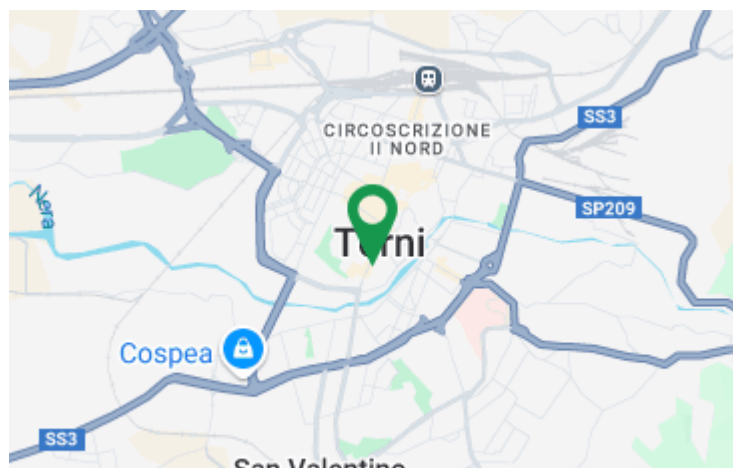 CIRCOSCRIZIONE
II NORD
SS3
SP209
Nera
Terni
Cospea
SS3
San Valentino